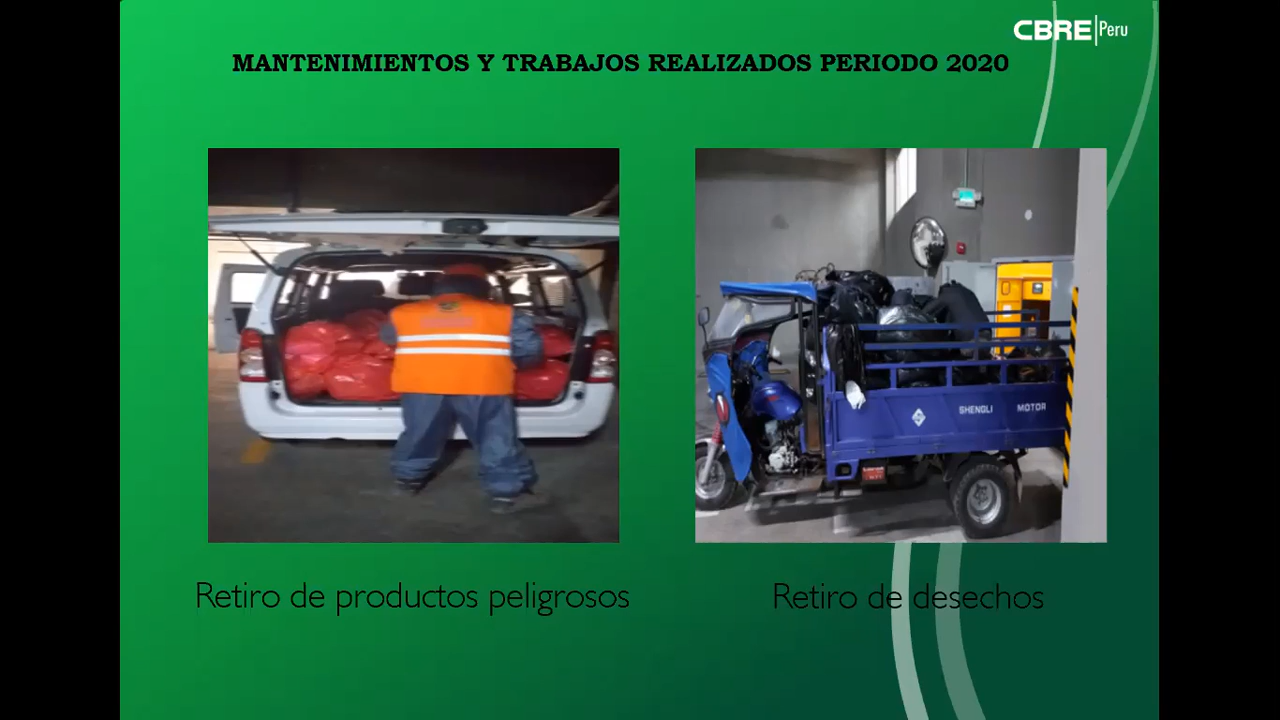 CBRE Peru
MANTENIMIENTOS Y TRABAJOS REALIZADOS PERIODO 2020
SHENGLI MOTOR
Retiro de productos peligrosos
Retiro de desechos